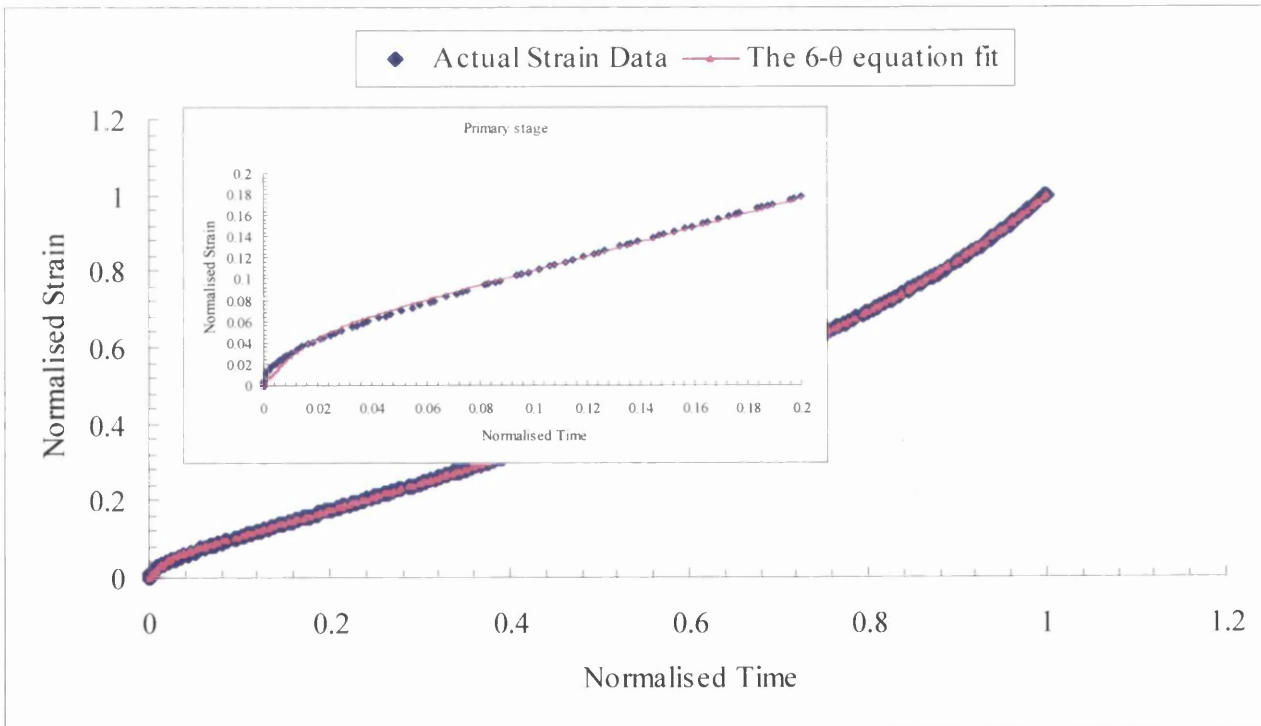 Actual Strain Data The 6-θ equation fit
Primary stage
Normalised Strain
0.2
0.18
0.16
0.14
0.12
0.1
0.08
0.06
0.04
0.02
0
0 0.02 0.04 0.06 0.08 0.1 0.12 0.14 0.16 0.18 0.2
Normalised Time
Normalised Strain
1.2
1
0.8
0.6
0.4
0.2
0
0 0.2 0.4 0.6 0.8 1 1.2
Normalised Time